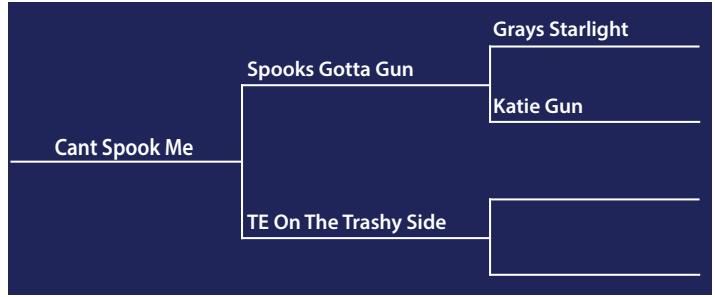 Grays Starlight
Spooks Gotta Gun
Katie Gun
Cant Spook Me
TE On The Trashy Side